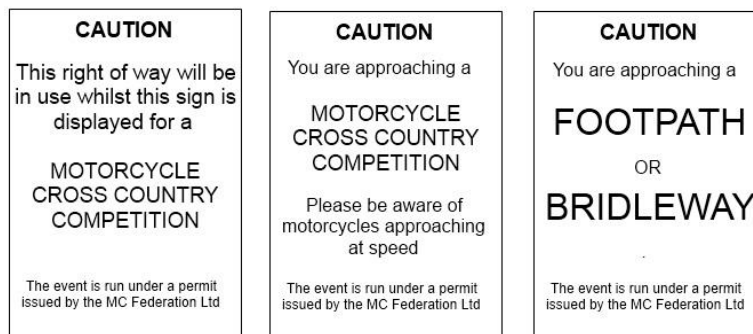 CAUTION
This right of way will be
in use whilst this sign is
displayed for a
MOTORCYCLE
CROSS COUNTRY
COMPETITION
The event is run under a permit
issued by the MC Federation Ltd
CAUTION
You are approaching a
MOTORCYCLE
CROSS COUNTRY
COMPETITION
Please be aware of
motorcycles approaching
at speed
The event is run under a permit
issued by the MC Federation Ltd
CAUTION
You are approaching a
FOOTPATH
OR
BRIDLEWAY
.
The event is run under a permit
issued by the MC Federation Ltd